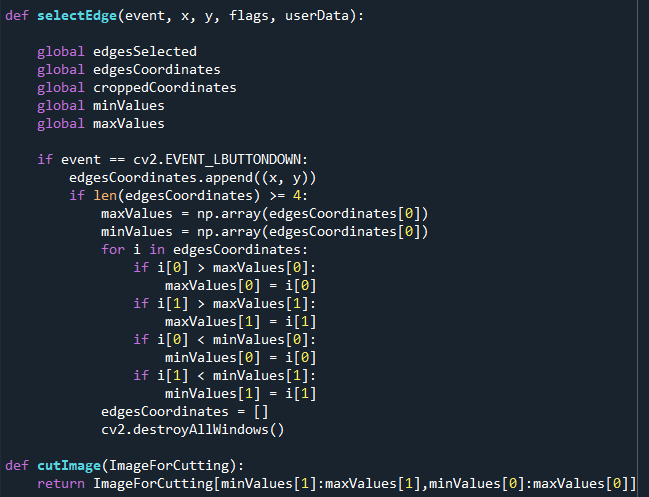 def selectEdge(event, x, y, flags, userData):
    global edgesSelected
    global edgesCoordinates
    global croppedCoordinates
    global minValues
    global maxValues
    if event == cv2.EVENT_LBUTTONDOWN:
        edgesCoordinates.append((x, y))
        if len(edgesCoordinates) >= 4:
            maxValues = np.array(edgesCoordinates[0])
            minValues = np.array(edgesCoordinates[0])
            for i in edgesCoordinates:
                if i[0] > maxValues[0]:
                    maxValues[0] = i[0]
                if i[1] > maxValues[1]:
                    maxValues[1] = i[1]
                if i[0] < minValues[0]:
                    minValues[0] = i[0]
                if i[1] < minValues[1]:
                    minValues[1] = i[1]
            edgesCoordinates = []
            cv2.destroyAllWindows()
def cutImage(ImageForCutting):
    return ImageForCutting[minValues[1]:maxValues[1],minValues[0]:maxValues[0]]